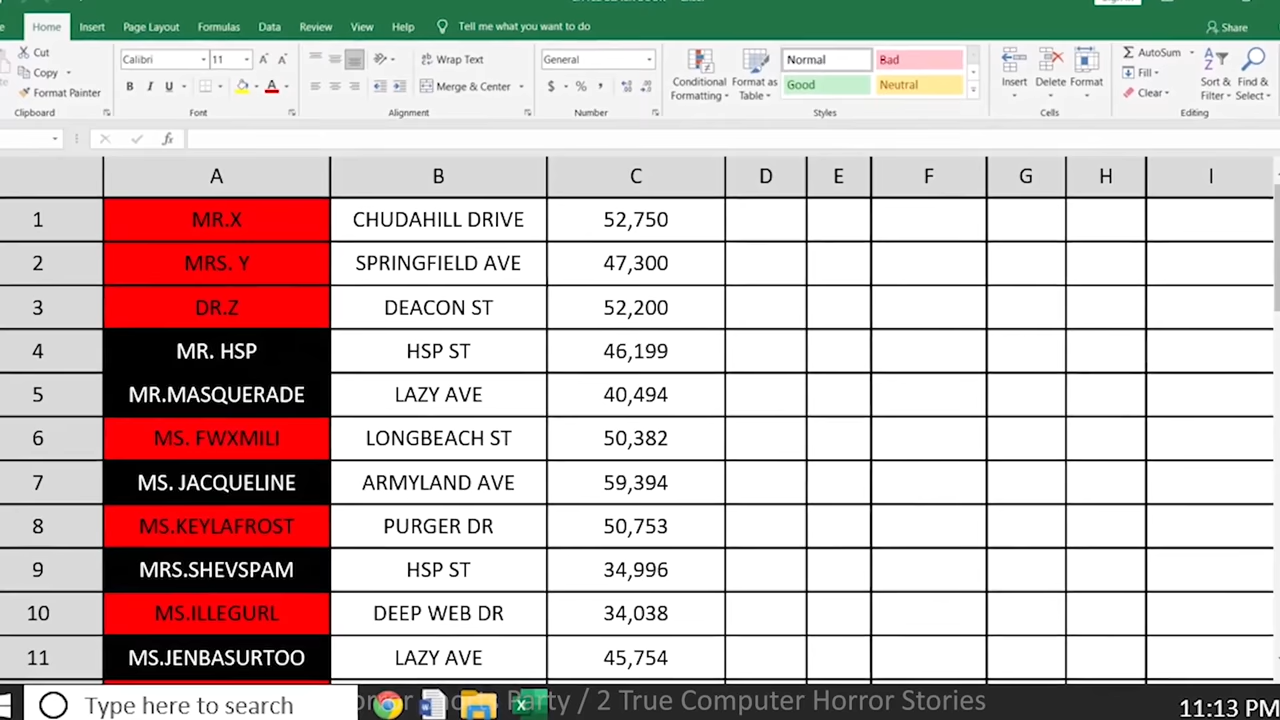 Home Insert Page Layout Formulas Data Review View Help Tell me what you want to do Share
Cut Calibri 11 Wrap Text General Normal Bad AutoSum
Copy Fill
Format Painter B I U Merge & Center $ % , Conditional Formatting Format as Table Good Neutral Insert Delete Format Clear Sort & Filter Find & Select
Clipboard Font Alignment Number Styles Cells Editing
fx
A B C D E F G H I
1 MR.X CHUDAHILL DRIVE 52,750
2 MRS. Y SPRINGFIELD AVE 47,300
3 DR.Z DEACON ST 52,200
4 MR. HSP HSP ST 46,199
5 MR.MASQUERADE LAZY AVE 40,494
6 MS. FWXMILI LONGBEACH ST 50,382
7 MS. JACQUELINE ARMYLAND AVE 59,394
8 MS.KEYLAFROST PURGER DR 50,753
9 MRS.SHEVSPAM HSP ST 34,996
10 MS.ILLEGURL DEEP WEB DR 34,038
11 MS.JENBASURTOO LAZY AVE 45,754
Type here to search Party / 2 True Computer Horror Stories 11:13 PM